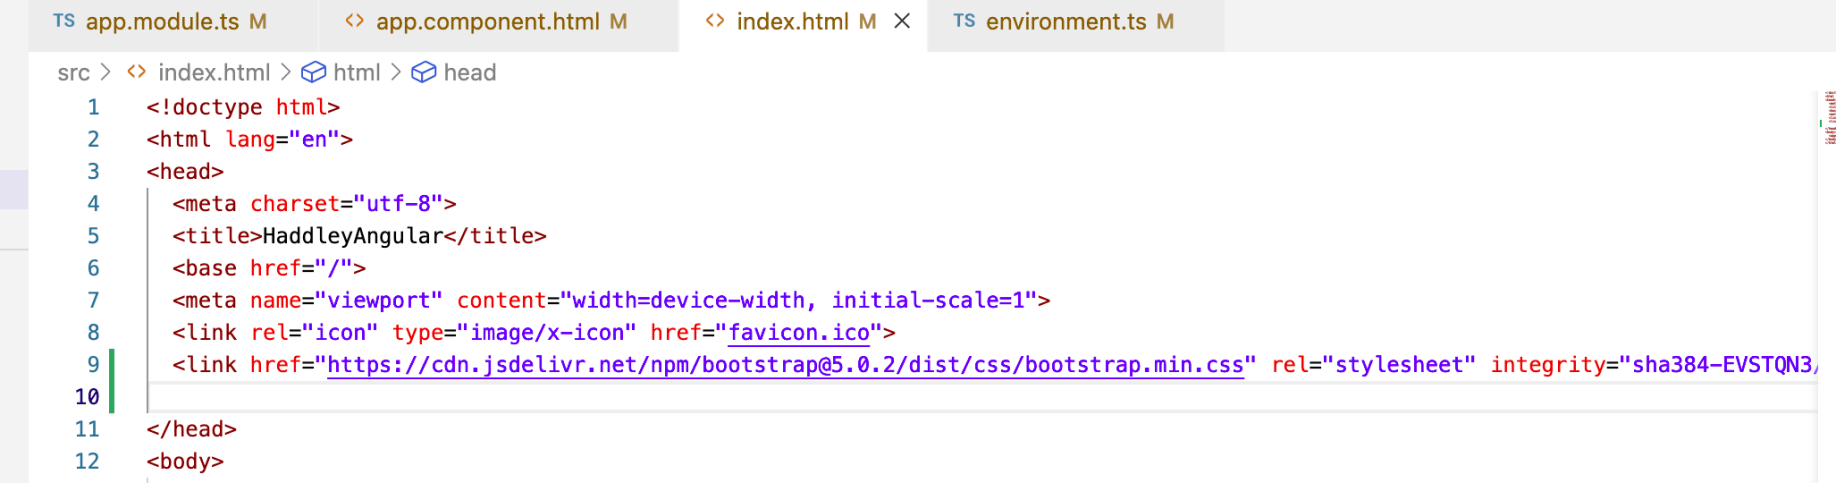 TS app.module.ts M <> app.component.html M <> index.html M TS environment.ts M
src > <> index.html > html > head
1 <!doctype html>
2 <html lang="en">
3 <head>
4 <meta charset="utf-8">
5 <title>HaddleyAngular</title>
6 <base href="/">
7 <meta name="viewport" content="width=device-width, initial-scale=1">
8 <link rel="icon" type="image/x-icon" href="favicon.ico">
9 <link href="https://cdn.jsdelivr.net/npm/bootstrap@5.0.2/dist/css/bootstrap.min.css" rel="stylesheet" integrity="sha384-EVSTQN3/
10
11 </head>
12 <body>